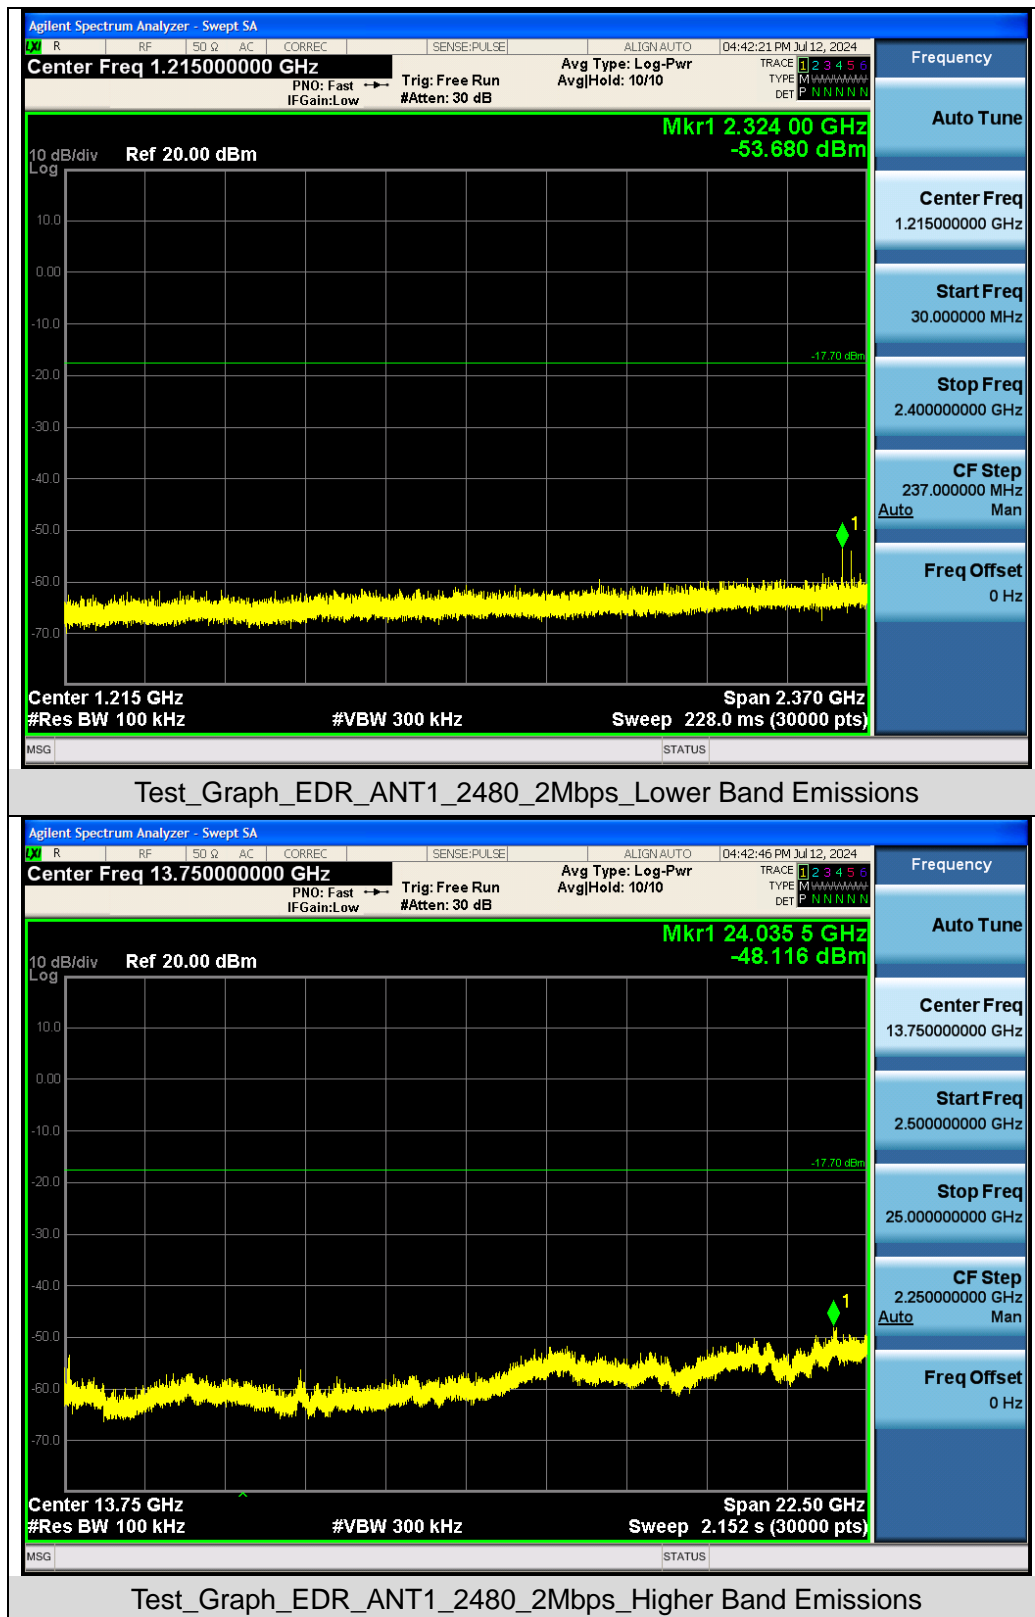 Agilent Spectrum Analyzer - Swept SA
LXI R RF 50 Ω AC CORREC SENSE:PULSE ALIGN AUTO 04:42:21 PM Jul 12, 2024
Center Freq 1.215000000 GHz
PNO: Fast
IFGain:Low
Trig: Free Run
#Atten: 30 dB
Avg Type: Log-Pwr
Avg|Hold: 10/10
TRACE 1 2 3 4 5 6
TYPE M
DET P N N N N N
Mkr1 2.324 00 GHz
-53.680 dBm
10 dB/div Ref 20.00 dBm
Log
10.0
0.00
-10.0
-17.70 dBm
-20.0
-30.0
-40.0
-50.0
1
-60.0
-70.0
Center 1.215 GHz Span 2.370 GHz
#Res BW 100 kHz #VBW 300 kHz Sweep 228.0 ms (30000 pts)
MSG STATUS
Frequency
Auto Tune
Center Freq
1.215000000 GHz
Start Freq
30.000000 MHz
Stop Freq
2.400000000 GHz
CF Step
237.000000 MHz
Auto Man
Freq Offset
0 Hz
Test_Graph_EDR_ANT1_2480_2Mbps_Lower Band Emissions
Agilent Spectrum Analyzer - Swept SA
LXI R RF 50 Ω AC CORREC SENSE:PULSE ALIGN AUTO 04:42:46 PM Jul 12, 2024
Center Freq 13.750000000 GHz
PNO: Fast
IFGain:Low
Trig: Free Run
#Atten: 30 dB
Avg Type: Log-Pwr
Avg|Hold: 10/10
TRACE 1 2 3 4 5 6
TYPE M
DET P N N N N N
Mkr1 24.035 5 GHz
-48.116 dBm
10 dB/div Ref 20.00 dBm
Log
10.0
0.00
-10.0
-17.70 dBm
-20.0
-30.0
-40.0
1
-50.0
-60.0
-70.0
Center 13.75 GHz Span 22.50 GHz
#Res BW 100 kHz #VBW 300 kHz Sweep 2.152 s (30000 pts)
MSG STATUS
Frequency
Auto Tune
Center Freq
13.750000000 GHz
Start Freq
2.500000000 GHz
Stop Freq
25.000000000 GHz
CF Step
2.250000000 GHz
Auto Man
Freq Offset
0 Hz
Test_Graph_EDR_ANT1_2480_2Mbps_Higher Band Emissions